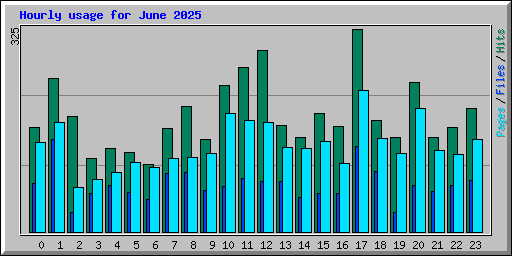 Hourly usage for June 2025
325
Pages/Files/Hits
0 1 2 3 4 5 6 7 8 9 10 11 12 13 14 15 16 17 18 19 20 21 22 23